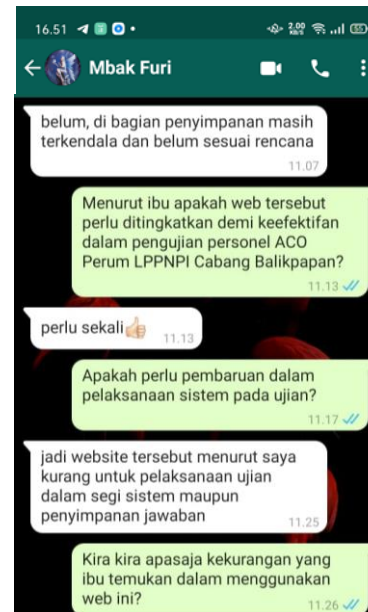 16.51
2.00
KB/S
55
Mbak Furi
belum, di bagian penyimpanan masih
terkendala dan belum sesuai rencana
11.07
Menurut ibu apakah web tersebut
perlu ditingkatkan demi keefektifan
dalam pengujian personel ACO
Perum LPPNPI Cabang Balikpapan?
11.13
perlu sekali👍🏻
11.13
Apakah perlu pembaruan dalam
pelaksanaan sistem pada ujian?
11.17
jadi website tersebut menurut saya
kurang untuk pelaksanaan ujian
dalam segi sistem maupun
penyimpanan jawaban
11.25
Kira kira apasaja kekurangan yang
ibu temukan dalam menggunakan
web ini?
11.26